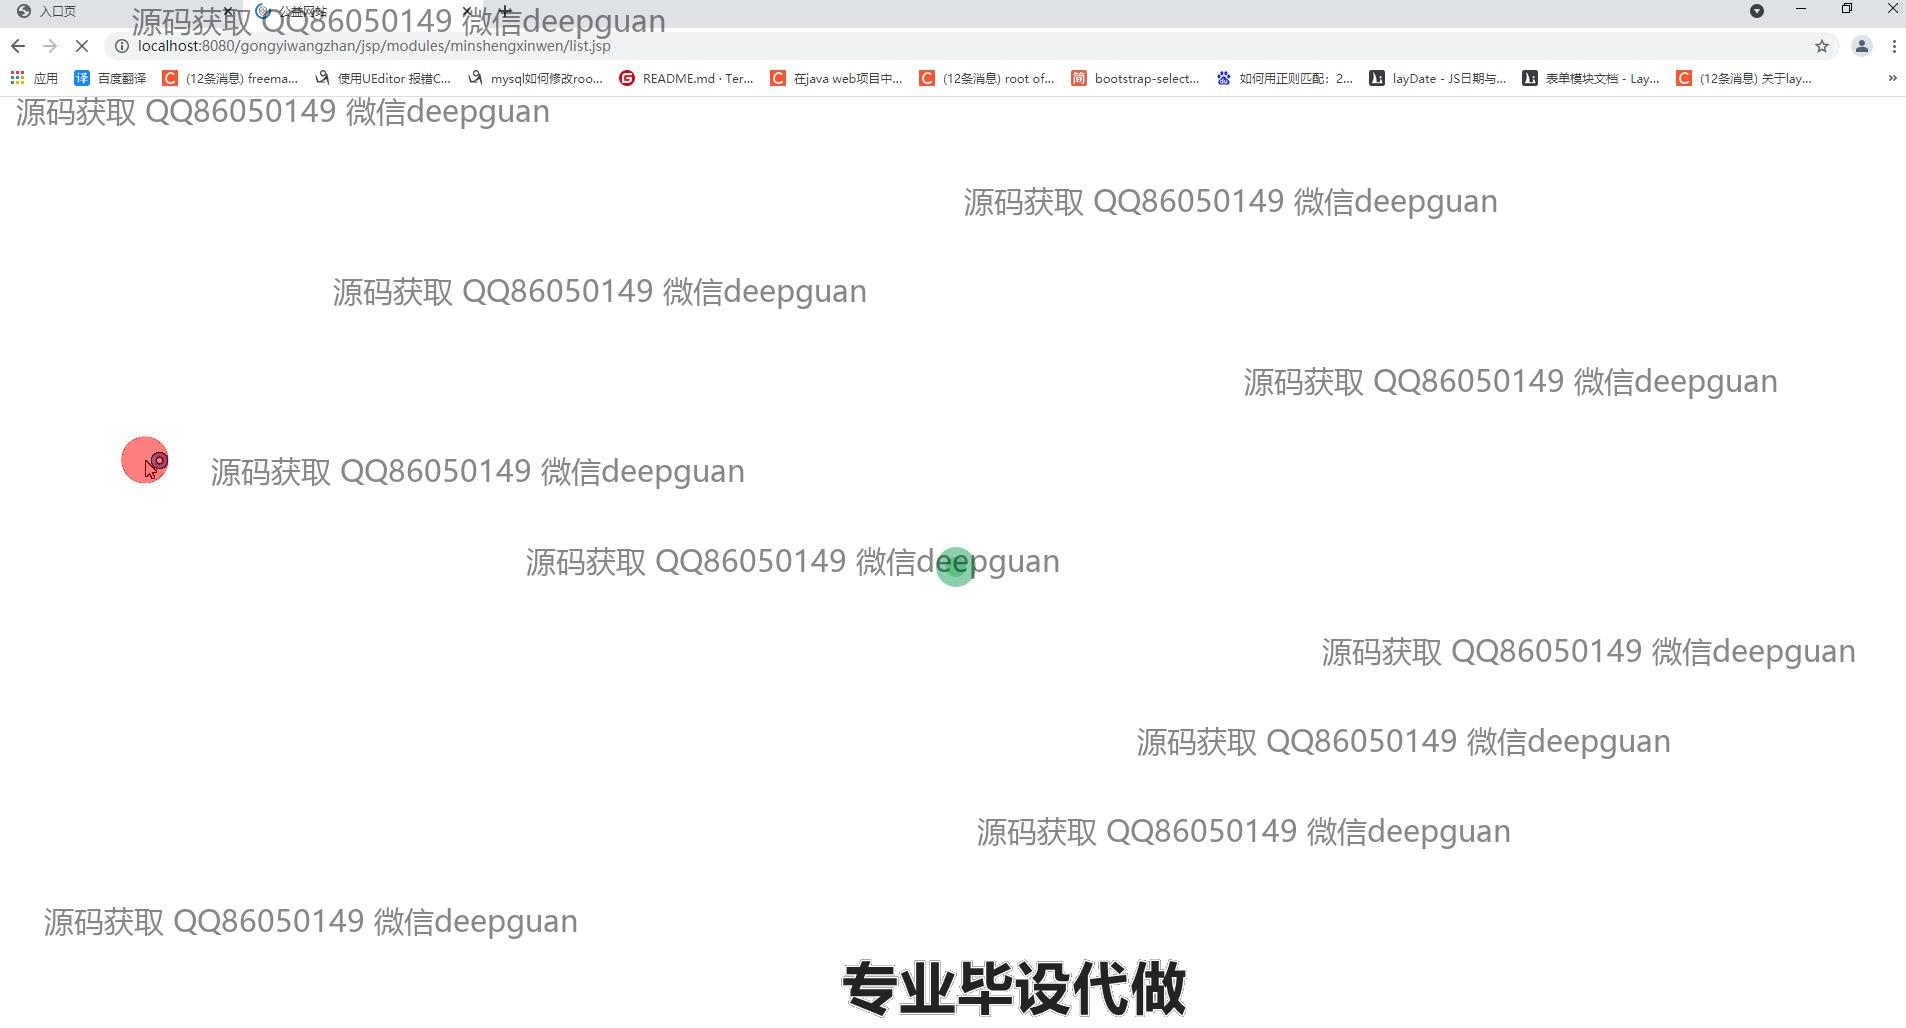 入口页
公益网站
源码获取 QQ86050149 微信deepguan
localhost:8080/gongyiwangzhan/jsp/modules/minshengxinwen/list.jsp
应用
译 百度翻译
C (12条消息) freema...
使用UEditor 报错C...
mysql如何修改roo...
G README.md · Ter...
C 在java web项目中...
C (12条消息) root of...
简 bootstrap-select...
如何用正则匹配：2...
layDate - JS日期与...
表单模块文档 - Lay...
C (12条消息) 关于lay...
»
源码获取 QQ86050149 微信deepguan
源码获取 QQ86050149 微信deepguan
源码获取 QQ86050149 微信deepguan
源码获取 QQ86050149 微信deepguan
源码获取 QQ86050149 微信deepguan
源码获取 QQ86050149 微信deepguan
源码获取 QQ86050149 微信deepguan
源码获取 QQ86050149 微信deepguan
源码获取 QQ86050149 微信deepguan
源码获取 QQ86050149 微信deepguan
专业毕设代做